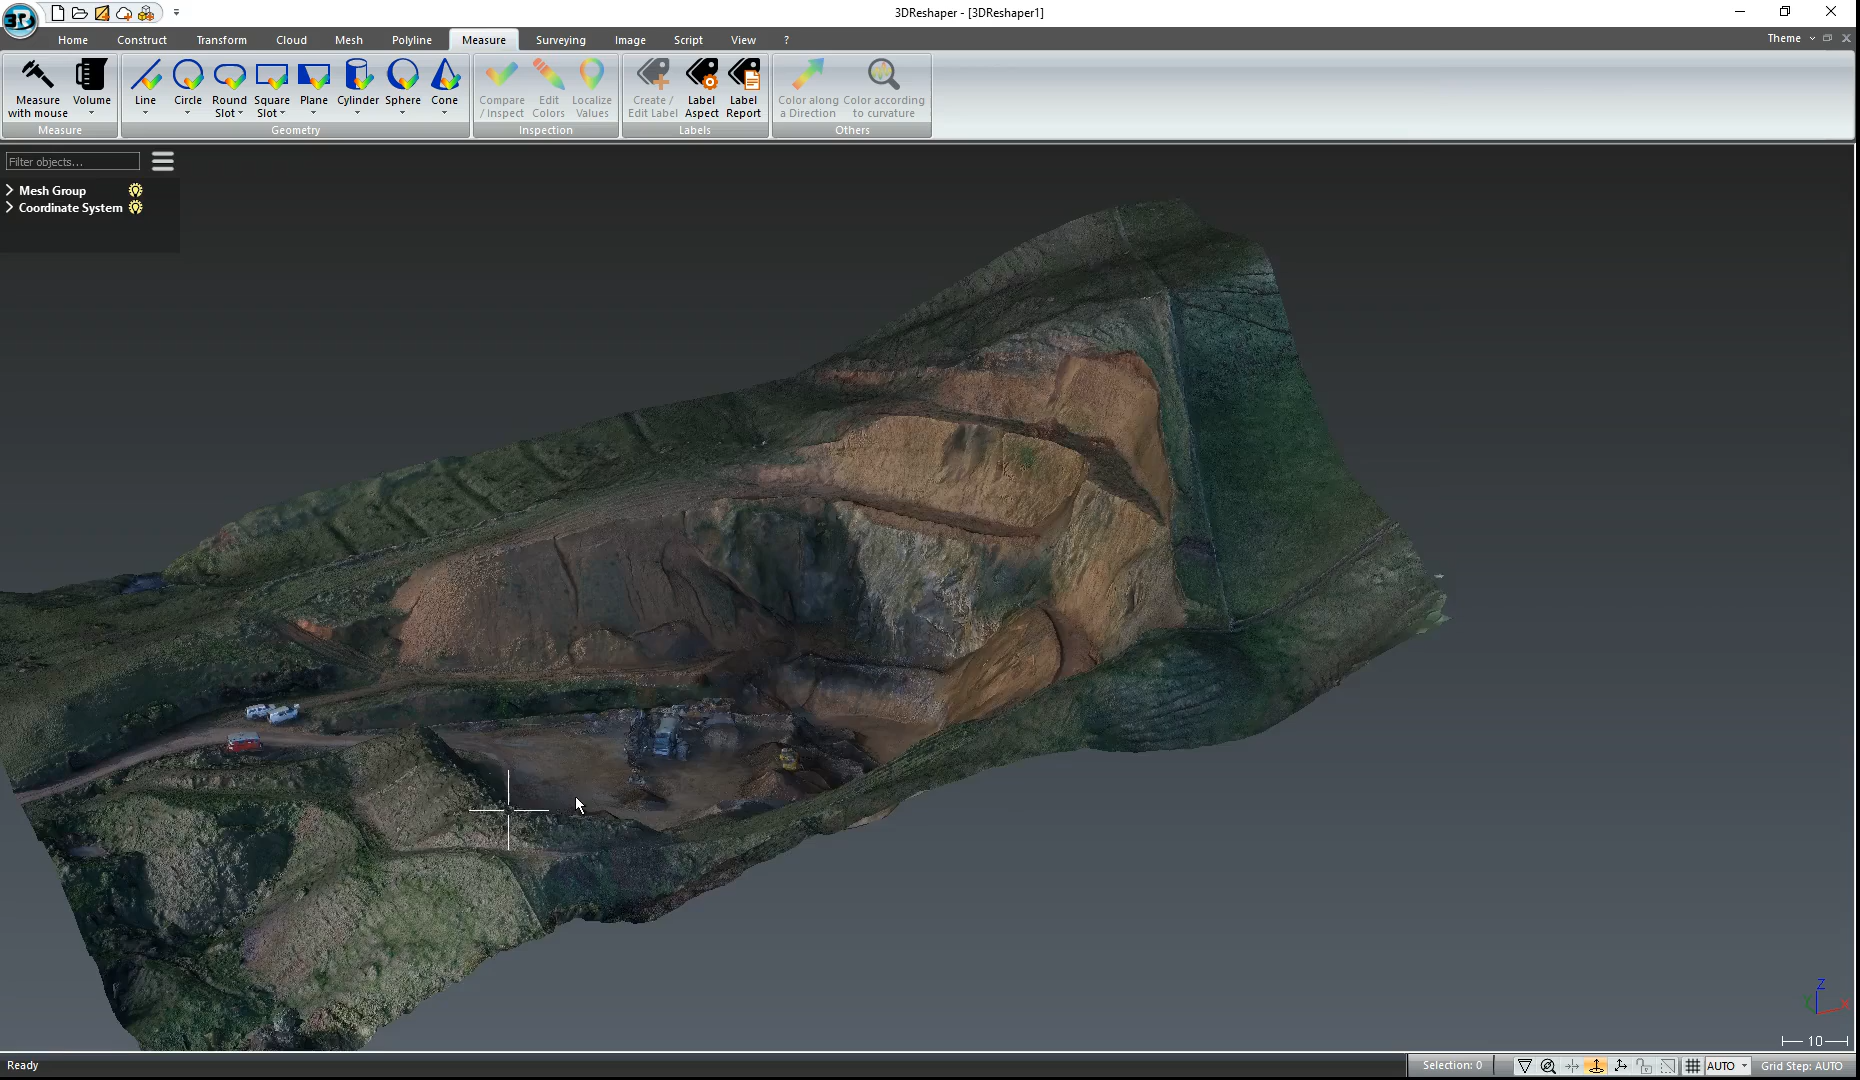 3DReshaper - [3DReshaper1]
Home Construct Transform Cloud Mesh Polyline Measure Surveying Image Script View ?
Theme
Measure with mouse
Volume
Measure
Line
Circle
Round Slot
Square Slot
Plane
Cylinder
Sphere
Cone
Geometry
Compare / Inspect
Edit Colors
Localize Values
Inspection
Create / Edit Label
Label Aspect
Label Report
Labels
Color along a Direction
Color according to curvature
Others
Filter objects...
Mesh Group
Coordinate System
Z
X
10
Ready
Selection: 0
AUTO
Grid Step: AUTO